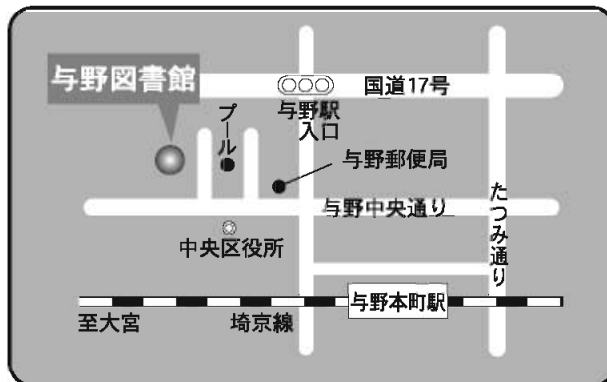 与野図書館
国道17号
与野駅
入口
プール
与野郵便局
与野中央通り
たつみ通り
中央区役所
与野本町駅
至大宮
埼京線